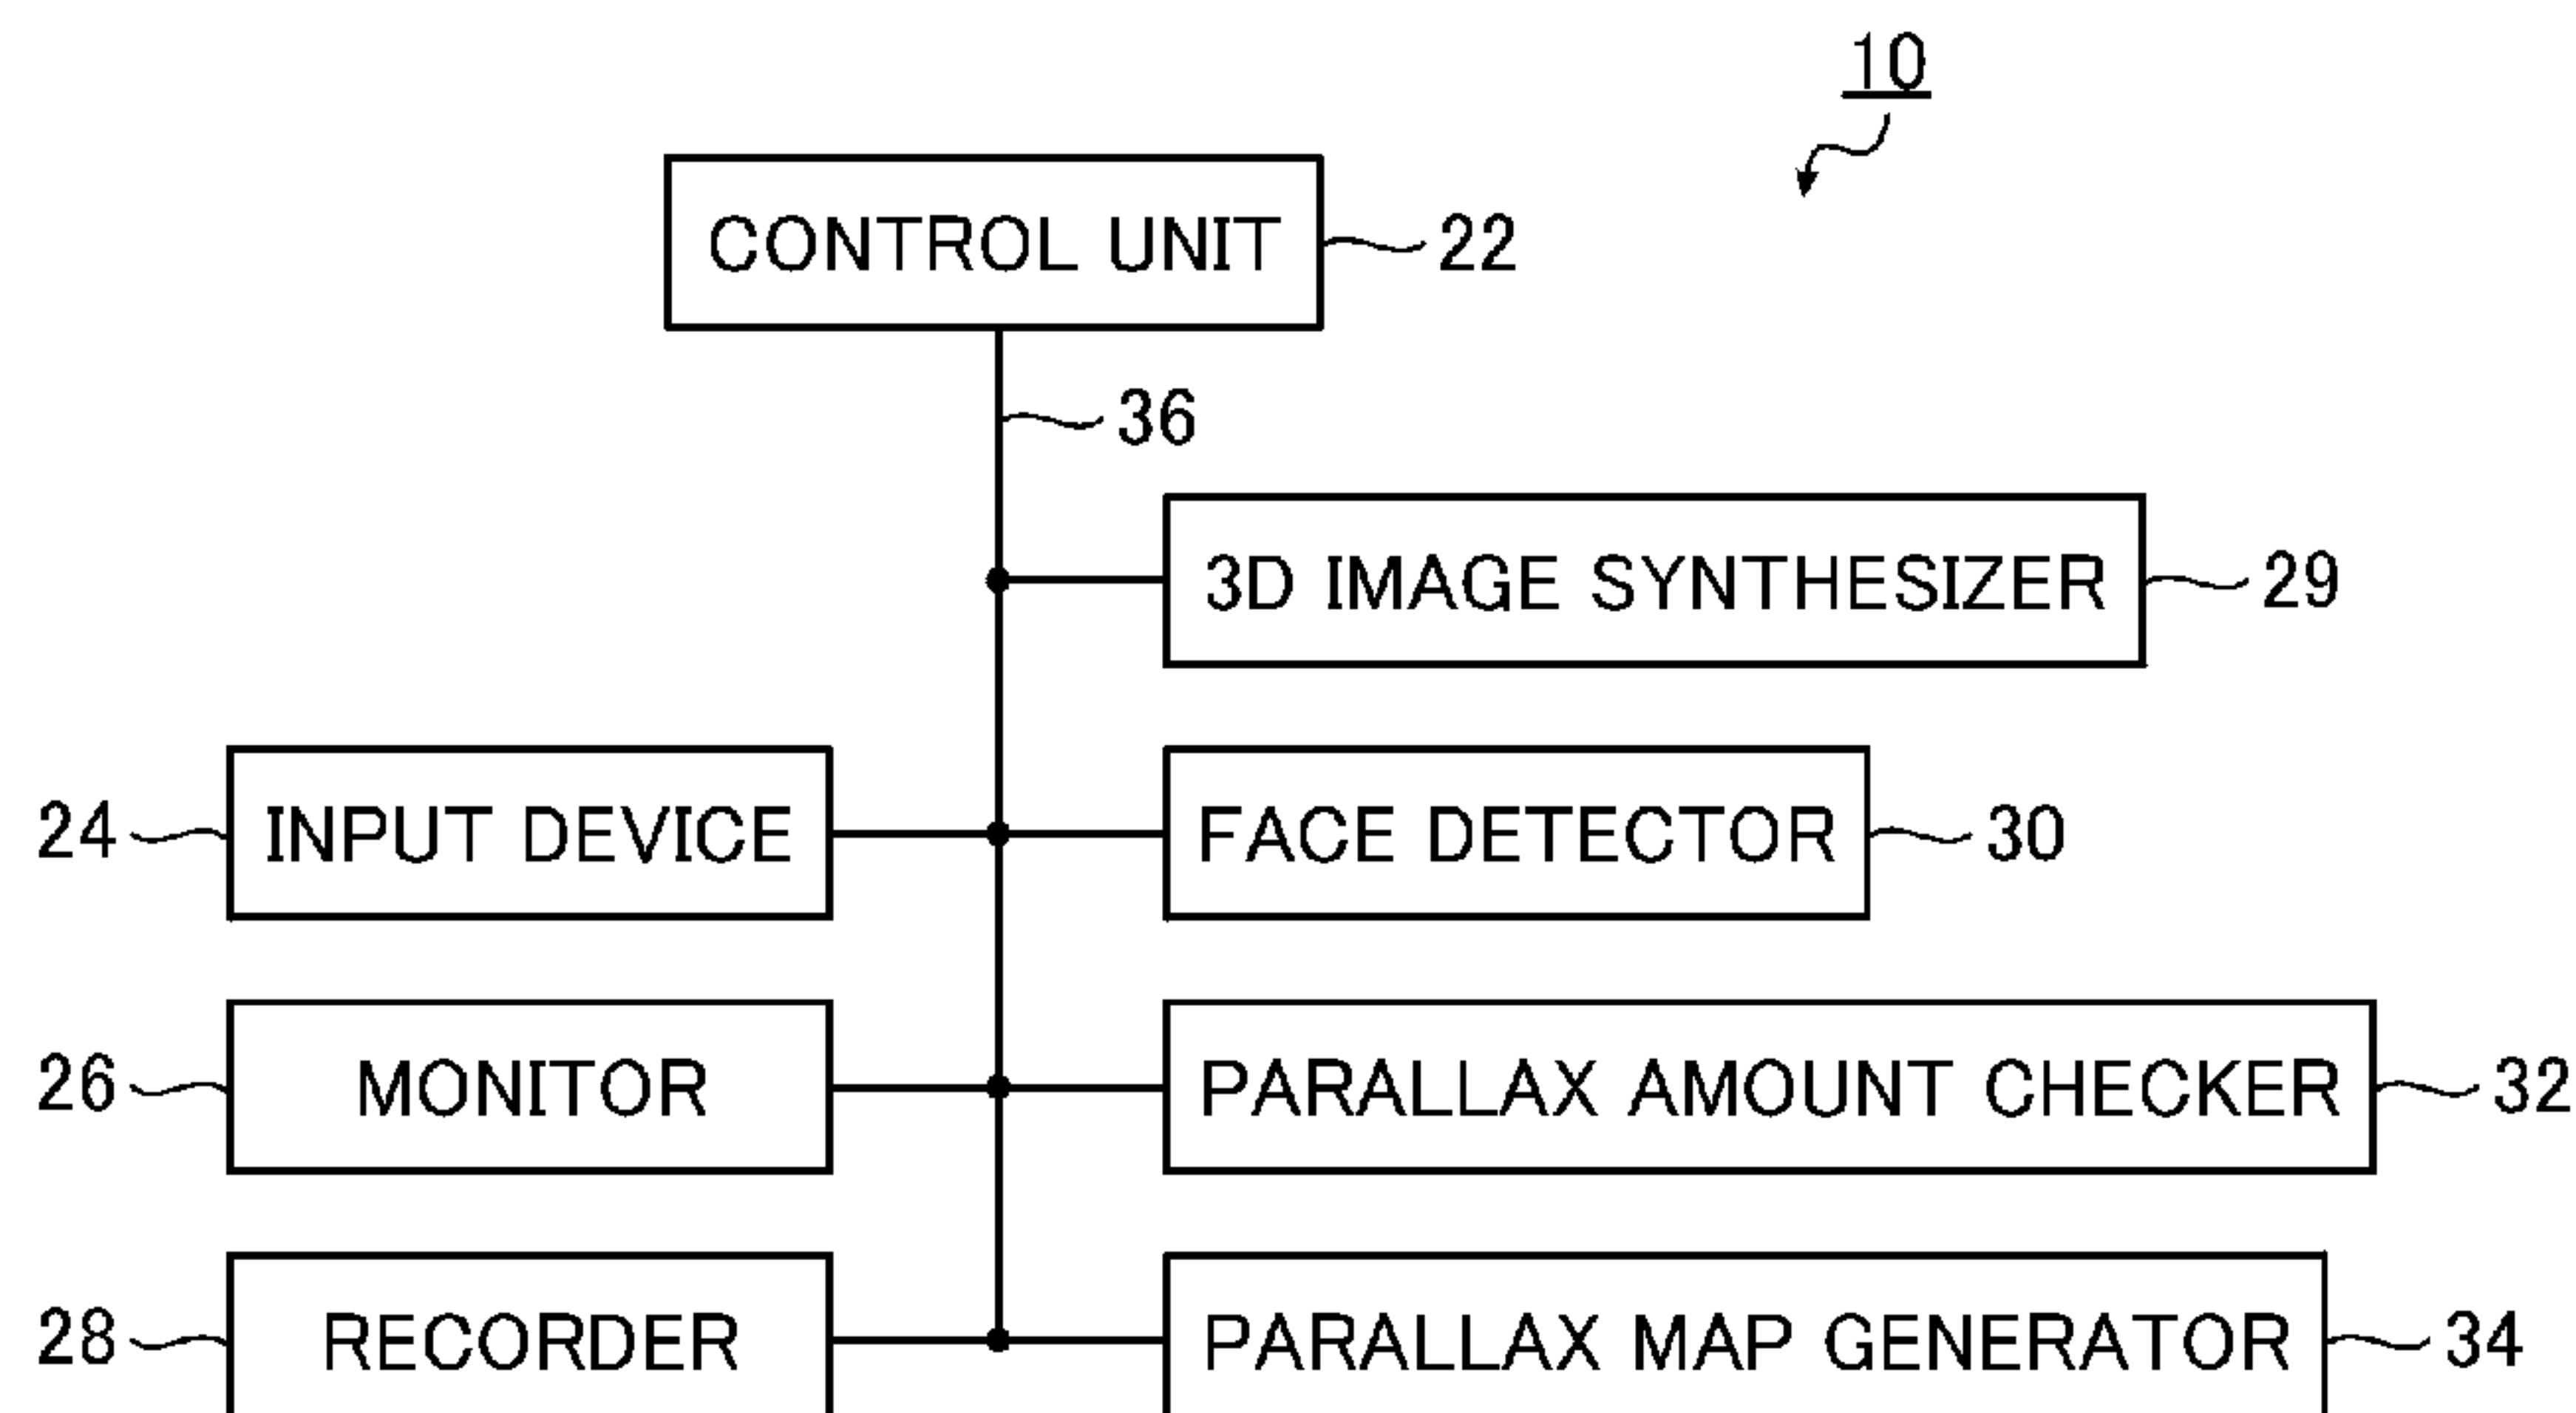 10
CONTROL UNIT 22
36
3D IMAGE SYNTHESIZER 29
24 INPUT DEVICE FACE DETECTOR 30
26 MONITOR PARALLAX AMOUNT CHECKER 32
28 RECORDER PARALLAX MAP GENERATOR 34